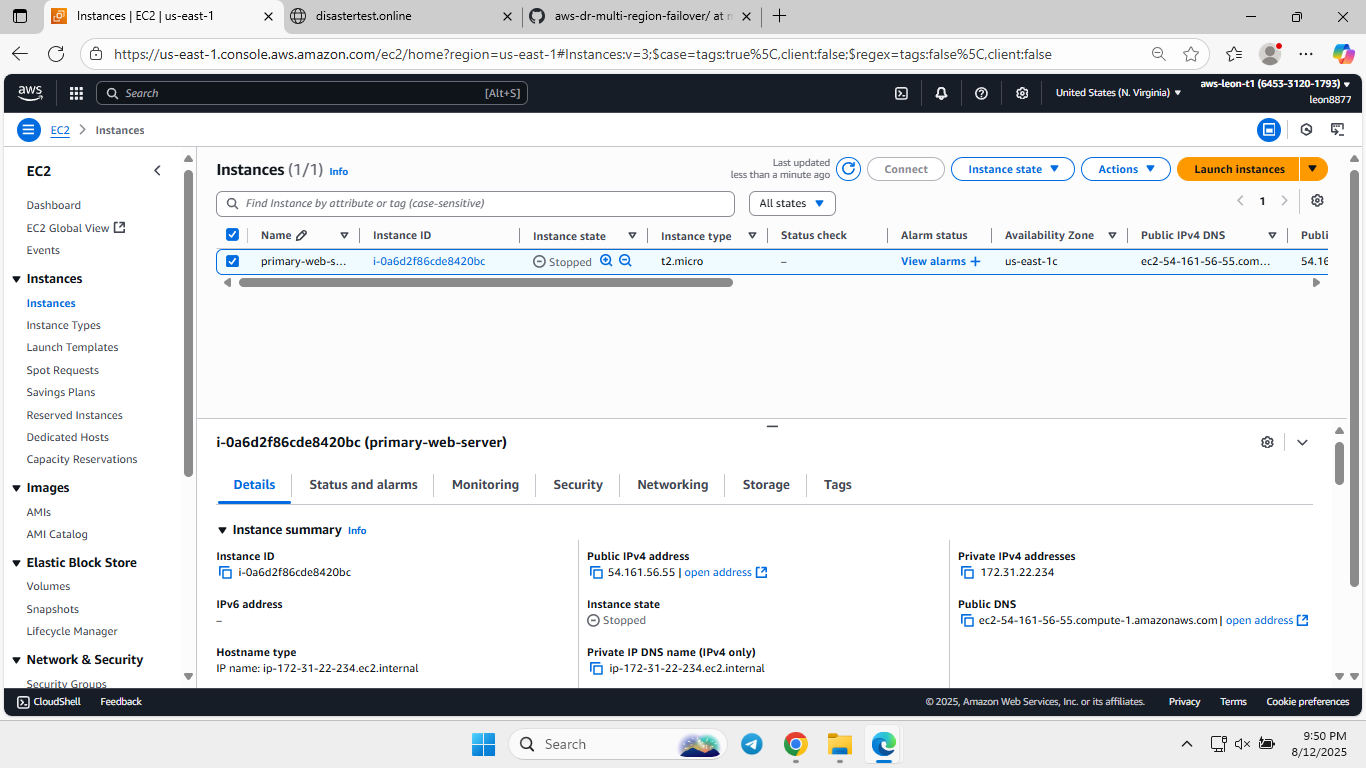 Instances | EC2 | us-east-1
disastertest.online
aws-dr-multi-region-failover/ at m
https://us-east-1.console.aws.amazon.com/ec2/home?region=us-east-1#Instances:v=3;$case=tags:true%5C,client:false;$regex=tags:false%5C,client:false
aws
Search
[Alt+S]
United States (N. Virginia)
aws-leon-t1 (6453-3120-1793)
leon8877
EC2
Instances
EC2
Dashboard
EC2 Global View
Events
Instances
Instances
Instance Types
Launch Templates
Spot Requests
Savings Plans
Reserved Instances
Dedicated Hosts
Capacity Reservations
Images
AMIs
AMI Catalog
Elastic Block Store
Volumes
Snapshots
Lifecycle Manager
Network & Security
Security Groups
Instances (1/1) Info
Last updated
less than a minute ago
Connect
Instance state
Actions
Launch instances
Find Instance by attribute or tag (case-sensitive)
All states
1
Name
Instance ID
Instance state
Instance type
Status check
Alarm status
Availability Zone
Public IPv4 DNS
Publi
primary-web-s...
i-0a6d2f86cde8420bc
Stopped
t2.micro
–
View alarms +
us-east-1c
ec2-54-161-56-55.com...
54.16
i-0a6d2f86cde8420bc (primary-web-server)
Details
Status and alarms
Monitoring
Security
Networking
Storage
Tags
Instance summary Info
Instance ID
i-0a6d2f86cde8420bc
IPv6 address
–
Hostname type
IP name: ip-172-31-22-234.ec2.internal
Public IPv4 address
54.161.56.55 | open address
Instance state
Stopped
Private IP DNS name (IPv4 only)
ip-172-31-22-234.ec2.internal
Private IPv4 addresses
172.31.22.234
Public DNS
ec2-54-161-56-55.compute-1.amazonaws.com | open address
CloudShell
Feedback
© 2025, Amazon Web Services, Inc. or its affiliates.
Privacy
Terms
Cookie preferences
Search
9:50 PM
8/12/2025